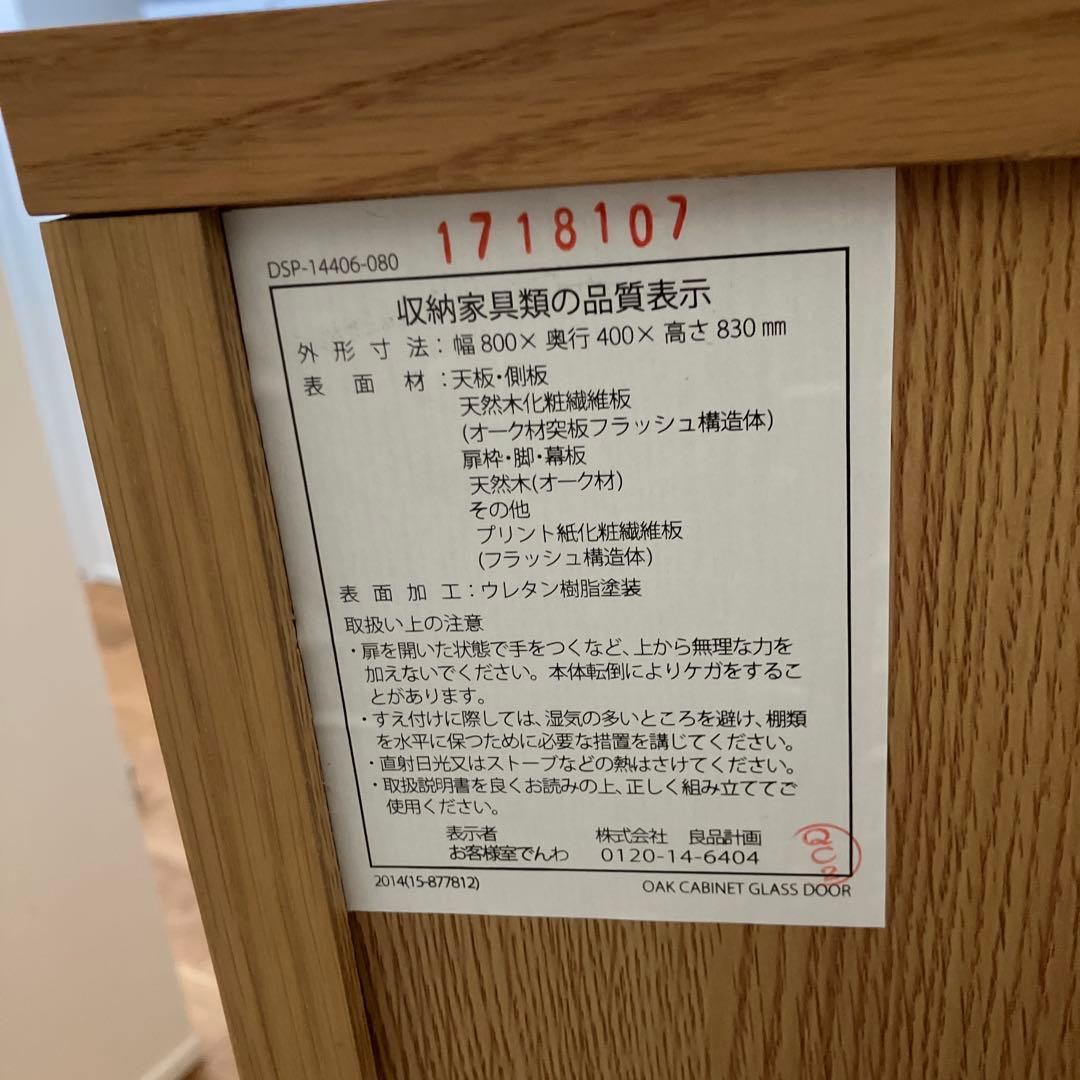 1718107
DSP-14406-080
収納家具類の品質表示
外形寸法：幅800×奥行400×高さ830㎜
表面材：天板・側板
天然木化粧繊維板
(オーク材突板フラッシュ構造体)
扉枠・脚・幕板
天然木(オーク材)
その他
プリント紙化粧繊維板
(フラッシュ構造体)
表面加工：ウレタン樹脂塗装
取扱い上の注意
・扉を開いた状態で手をつくなど、上から無理な力を
加えないでください。本体転倒によりケガをするこ
とがあります。
・すえ付けに際しては、湿気の多いところを避け、棚類
を水平に保つために必要な措置を講じてください。
・直射日光又はストーブなどの熱はさけてください。
・取扱説明書を良くお読みの上、正しく組み立ててご
使用ください。
表示者 株式会社 良品計画
お客様室でんわ 0120-14-6404
2014(15-877812)
OAK CABINET GLASS DOOR